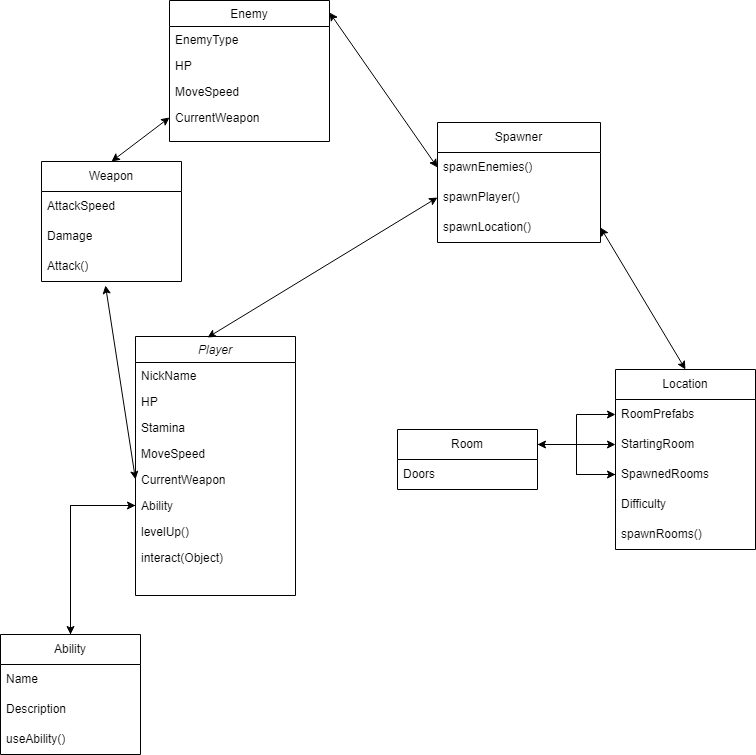 Enemy
EnemyType
HP
MoveSpeed
CurrentWeapon
Spawner
spawnEnemies()
spawnPlayer()
spawnLocation()
Weapon
AttackSpeed
Damage
Attack()
Player
NickName
HP
Stamina
MoveSpeed
CurrentWeapon
Ability
levelUp()
interact(Object)
Location
RoomPrefabs
StartingRoom
SpawnedRooms
Difficulty
spawnRooms()
Room
Doors
Ability
Name
Description
useAbility()